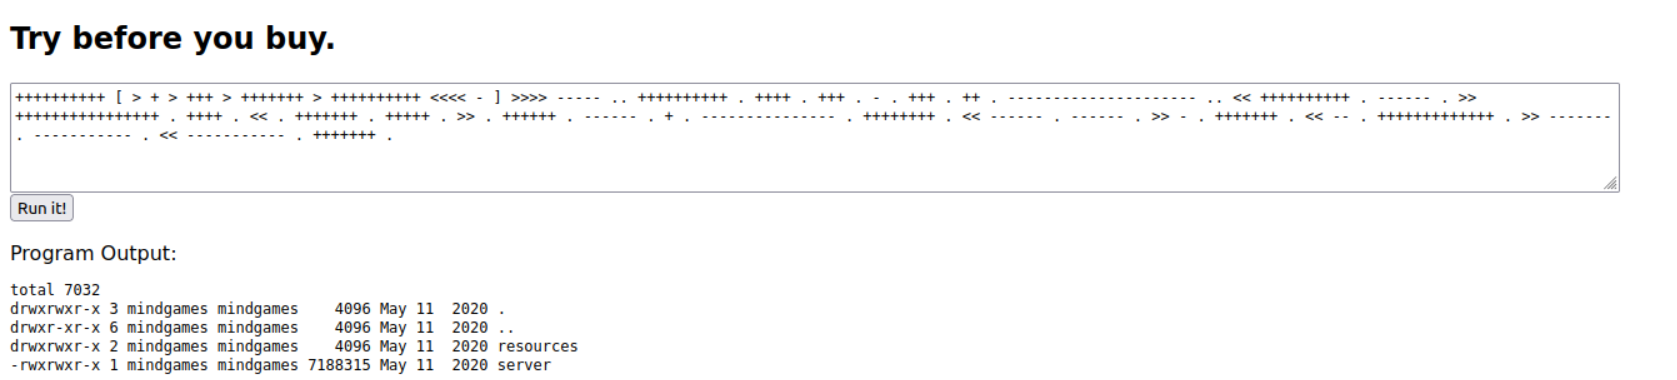 Try before you buy.
++++++++++ [ > + > +++ > +++++++ > ++++++++++ <<<< - ] >>>> ----- .. ++++++++++ . ++++ . +++ . - . +++ . ++ . --------------------- .. << ++++++++++ . ------ . >>
++++++++++++++++ . ++++ . << . +++++++ . +++++ . >> . ++++++ . ------ . + . --------------- . ++++++++ . << ------ . ------ . >> - . +++++++ . << -- . +++++++++++++ . >> -------
. ----------- . << ----------- . +++++++ .
Run it!
Program Output:
total 7032
drwxrwxr-x 3 mindgames mindgames    4096 May 11  2020 .
drwxr-xr-x 6 mindgames mindgames    4096 May 11  2020 ..
drwxrwxr-x 2 mindgames mindgames    4096 May 11  2020 resources
-rwxrwxr-x 1 mindgames mindgames 7188315 May 11  2020 server